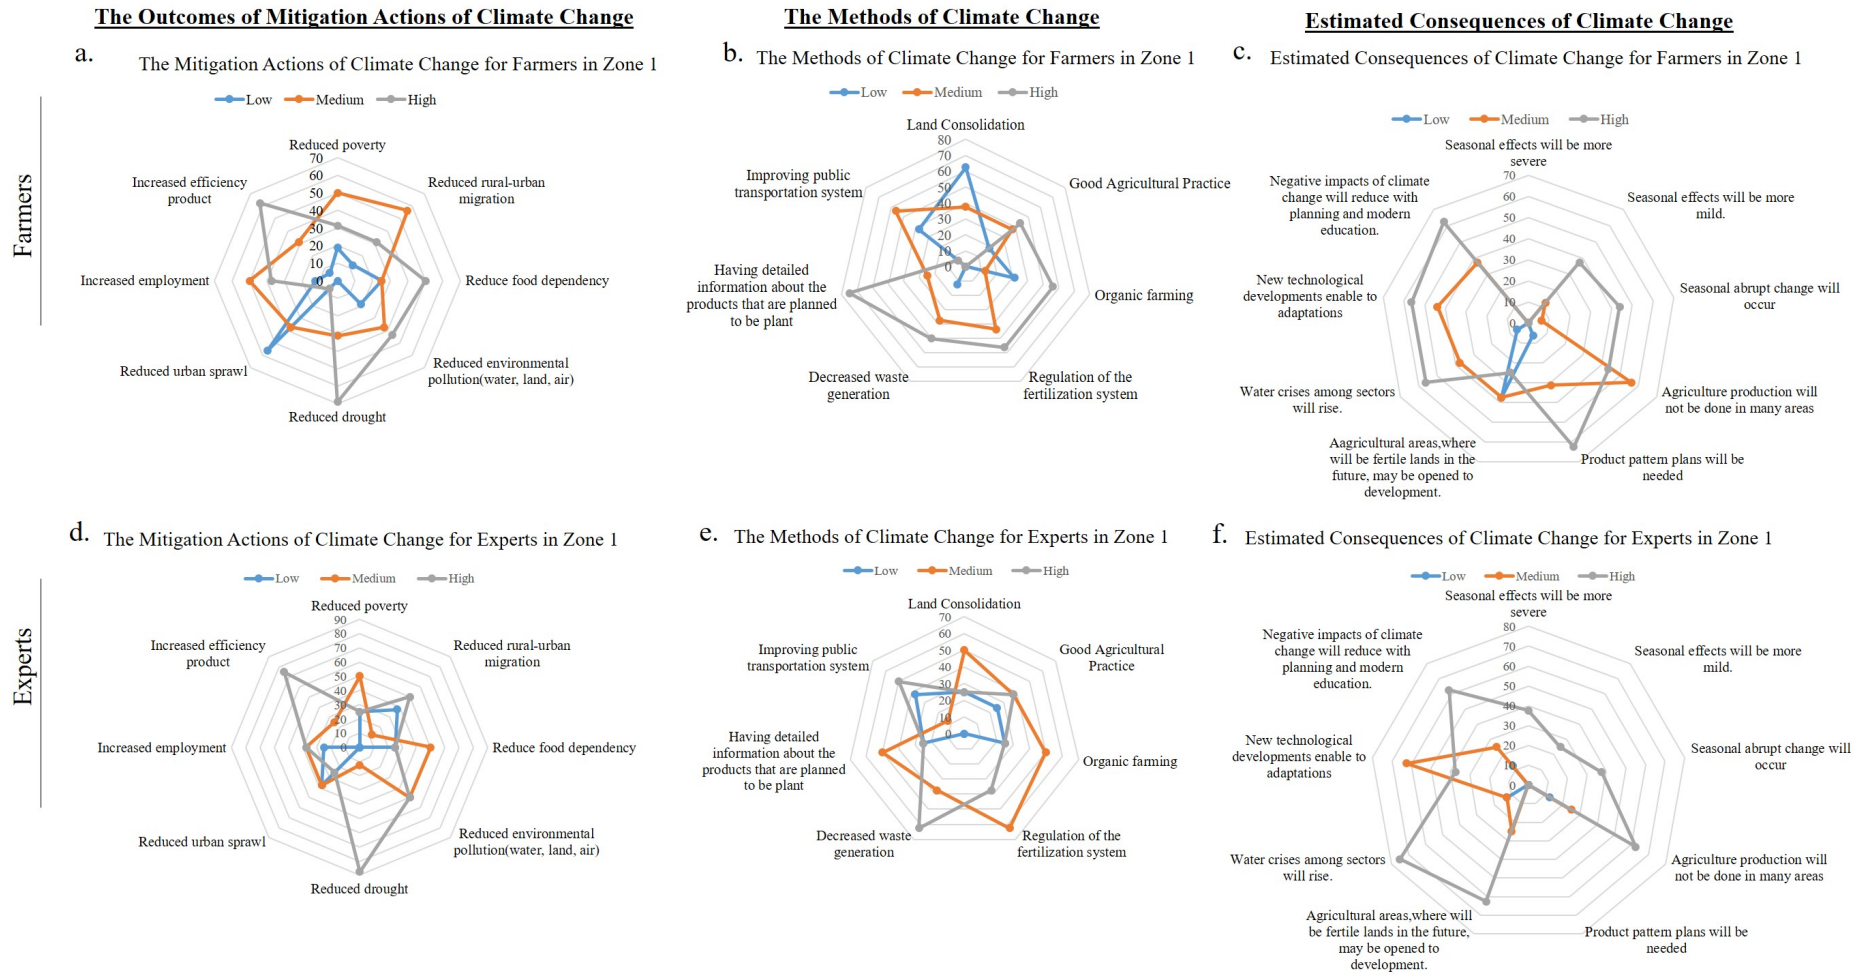 The Outcomes of Mitigation Actions of Climate Change
The Methods of Climate Change
Estimated Consequences of Climate Change
Farmers
a.
The Mitigation Actions of Climate Change for Farmers in Zone 1
Low Medium High
Reduced poverty
70
60
50
40
30
20
10
0
Reduced rural-urban
migration
Reduce food dependency
Reduced environmental
pollution(water, land, air)
Reduced drought
Reduced urban sprawl
Increased employment
Increased efficiency
product
b.
The Methods of Climate Change for Farmers in Zone 1
Low Medium High
Land Consolidation
80
70
60
50
40
30
20
10
0
Good Agricultural Practice
Organic farming
Regulation of the
fertilization system
Decreased waste
generation
Having detailed
information about the
products that are planned
to be plant
Improving public
transportation system
c.
Estimated Consequences of Climate Change for Farmers in Zone 1
Low Medium High
Seasonal effects will be more
severe
70
60
50
40
30
20
10
0
Seasonal effects will be more
mild.
Seasonal abrupt change will
occur
Agriculture production will
not be done in many areas
Product pattern plans will be
needed
Aagricultural areas,where
will be fertile lands in the
future, may be opened to
development.
Water crises among sectors
will rise.
New technological
developments enable to
adaptations
Negative impacts of climate
change will reduce with
planning and modern
education.
Experts
d.
The Mitigation Actions of Climate Change for Experts in Zone 1
Low Medium High
Reduced poverty
90
80
70
60
50
40
30
20
10
0
Reduced rural-urban
migration
Reduce food dependency
Reduced environmental
pollution(water, land, air)
Reduced drought
Reduced urban sprawl
Increased employment
Increased efficiency
product
e.
The Methods of Climate Change for Experts in Zone 1
Low Medium High
Land Consolidation
70
60
50
40
30
20
10
0
Good Agricultural
Practice
Organic farming
Regulation of the
fertilization system
Decreased waste
generation
Having detailed
information about the
products that are planned
to be plant
Improving public
transportation system
f.
Estimated Consequences of Climate Change for Experts in Zone 1
Low Medium High
Seasonal effects will be more
severe
80
70
60
50
40
30
20
10
0
Seasonal effects will be more
mild.
Seasonal abrupt change will
occur
Agriculture production will
not be done in many areas
Product pattern plans will be
needed
Agricultural areas,where will
be fertile lands in the future,
may be opened to
development.
Water crises among sectors
will rise.
New technological
developments enable to
adaptations
Negative impacts of climate
change will reduce with
planning and modern
education.